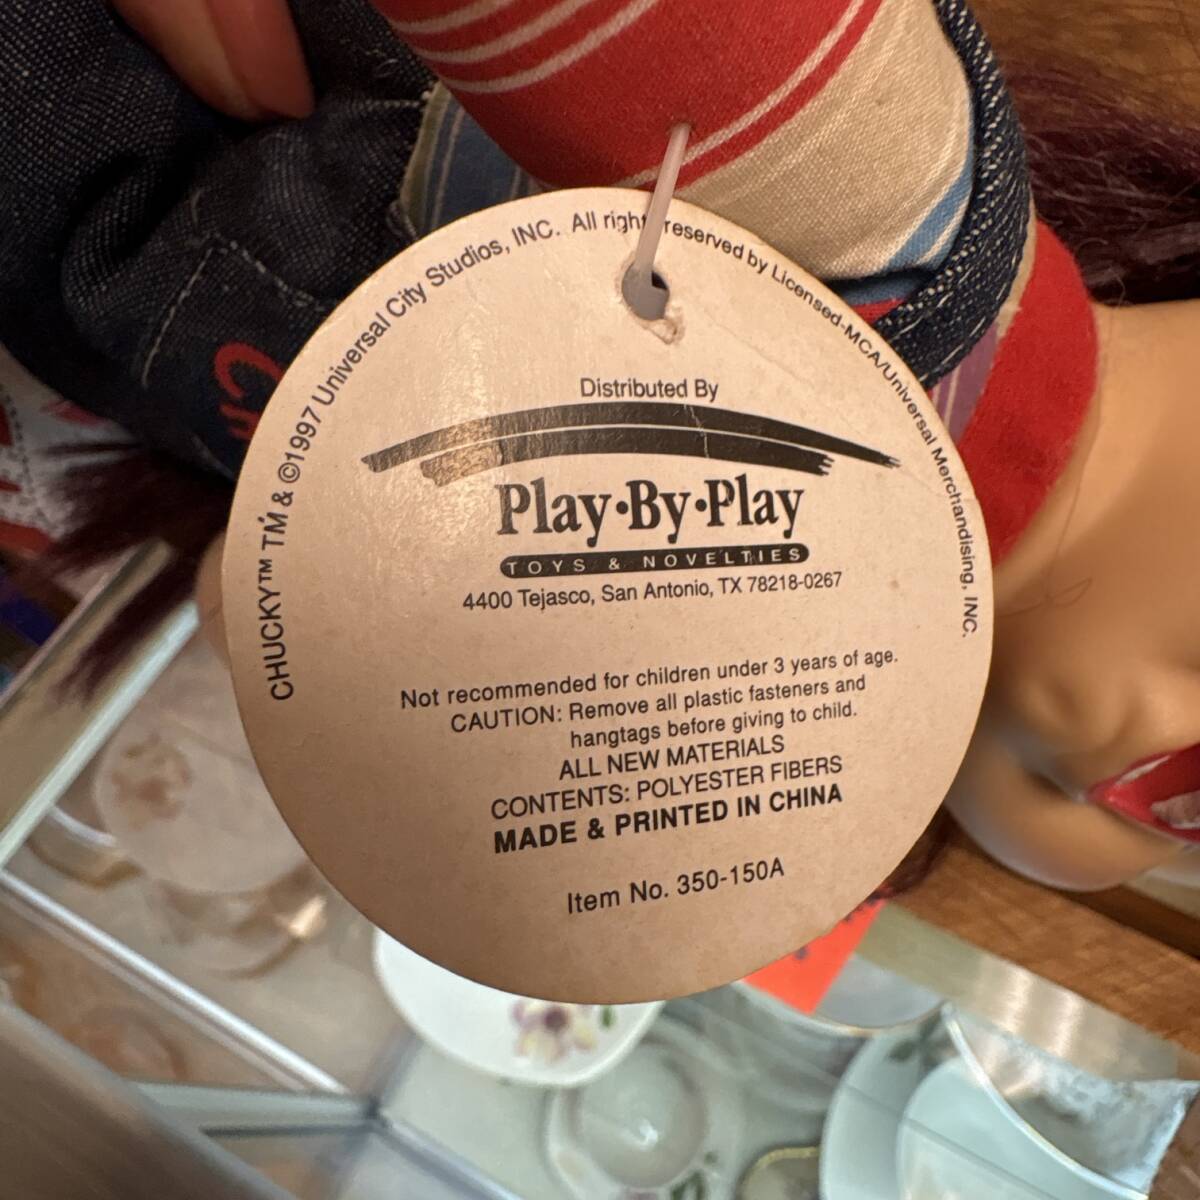 CHUCKY™ TM & ©1997 Universal City Studios, INC. All right reserved by Licensed-MCA/Universal Merchandising, INC.
Distributed By
Play·By·Play
TOYS & NOVELTIES
4400 Tejasco, San Antonio, TX 78218-0267
Not recommended for children under 3 years of age.
CAUTION: Remove all plastic fasteners and
hangtags before giving to child.
ALL NEW MATERIALS
CONTENTS: POLYESTER FIBERS
MADE & PRINTED IN CHINA
Item No. 350-150A